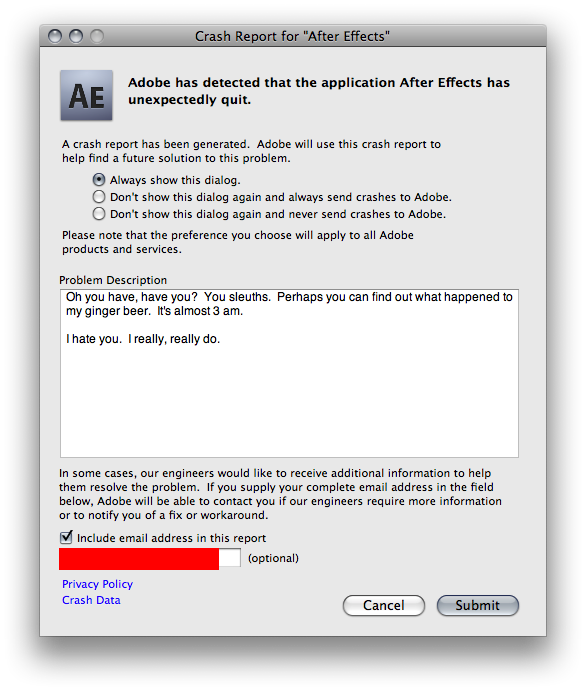 Crash Report for "After Effects"
AE
Adobe has detected that the application After Effects has
unexpectedly quit.
A crash report has been generated.  Adobe will use this crash report to
help find a future solution to this problem.
Always show this dialog.
Don't show this dialog again and always send crashes to Adobe.
Don't show this dialog again and never send crashes to Adobe.
Please note that the preference you choose will apply to all Adobe
products and services.
Problem Description
Oh you have, have you?  You sleuths.  Perhaps you can find out what happened to
my ginger beer.  It's almost 3 am.
I hate you.  I really, really do.
In some cases, our engineers would like to receive additional information to help
them resolve the problem.  If you supply your complete email address in the field
below, Adobe will be able to contact you if our engineers require more information
or to notify you of a fix or workaround.
Include email address in this report
(optional)
Privacy Policy
Crash Data
Cancel
Submit